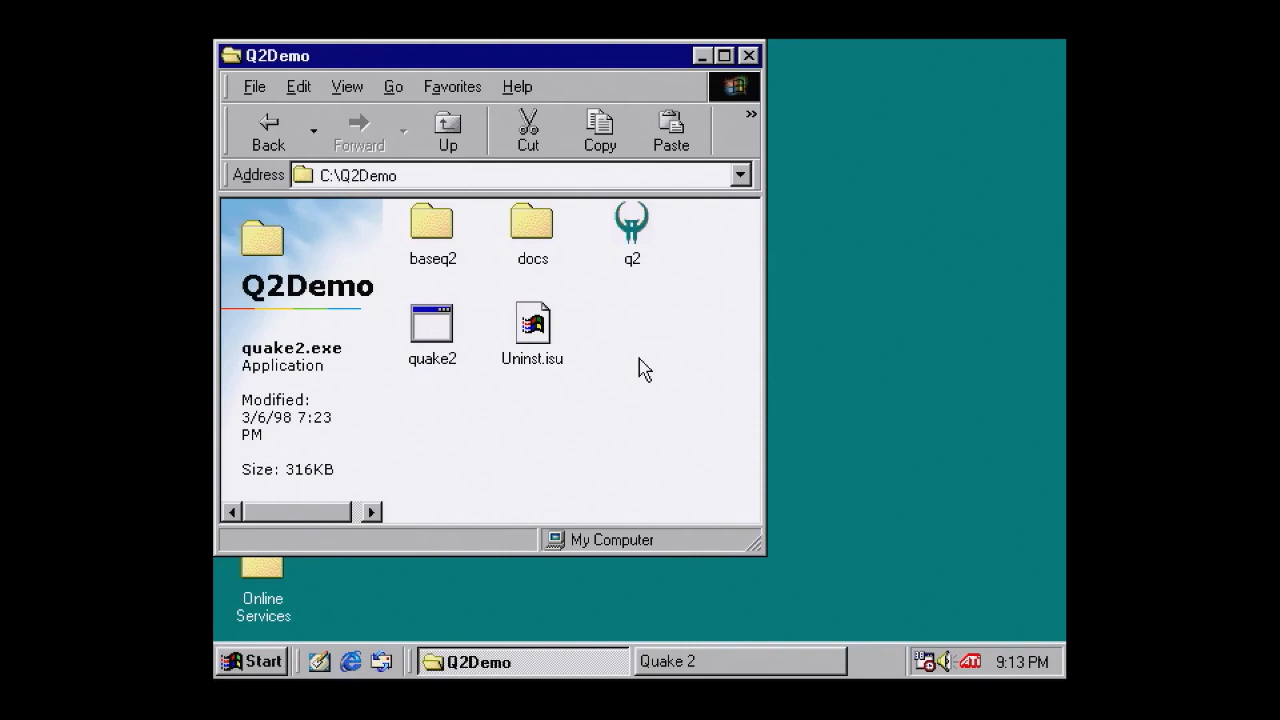 Q2Demo
File Edit View Go Favorites Help
Back Forward Up Cut Copy Paste »
Address C:\Q2Demo
baseq2 docs q2
Q2Demo
quake2.exe
Application
Modified:
3/6/98 7:23
PM
Size: 316KB
quake2 Uninst.isu
My Computer
Online
Services
Start Q2Demo Quake 2 ATI 9:13 PM